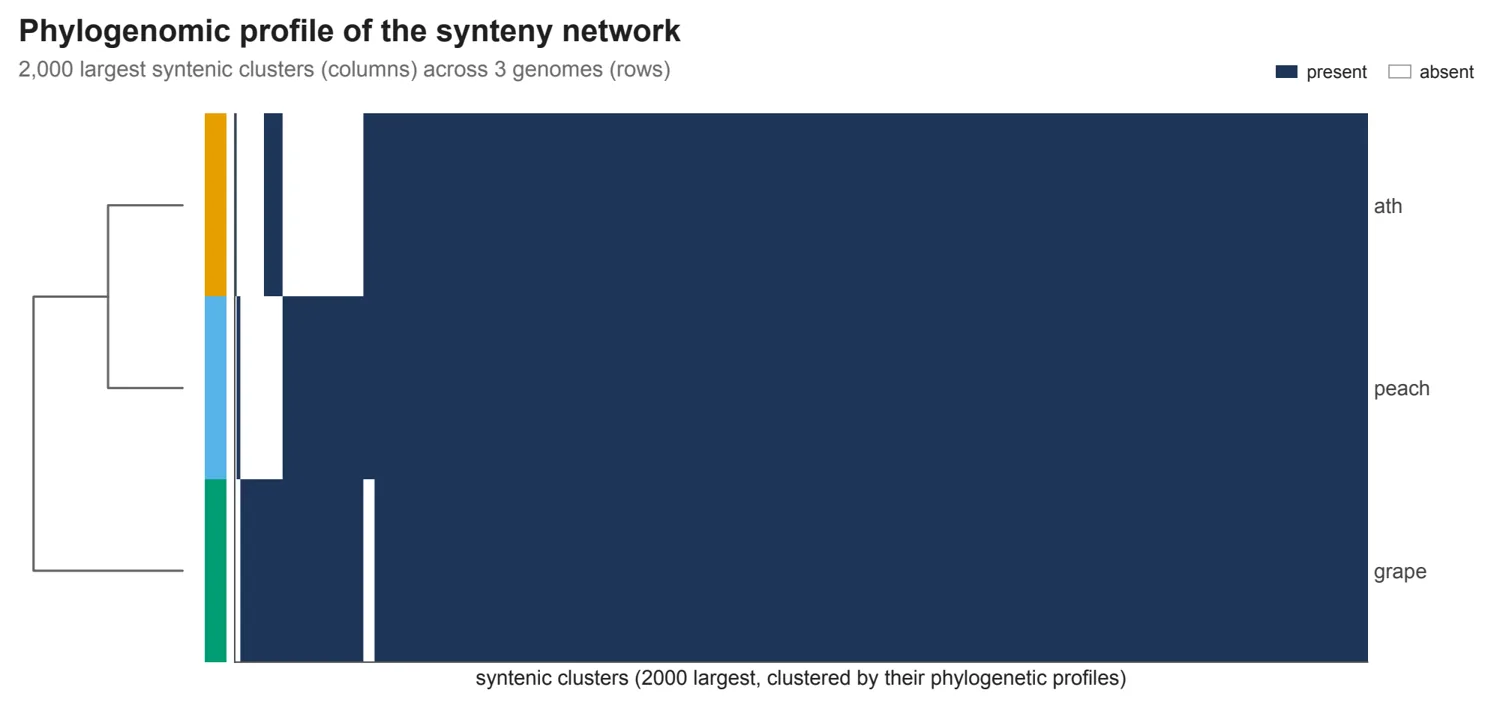 Phylogenomic profile of the synteny network
2,000 largest syntenic clusters (columns) across 3 genomes (rows)
present absent
ath
peach
grape
syntenic clusters (2000 largest, clustered by their phylogenetic profiles)